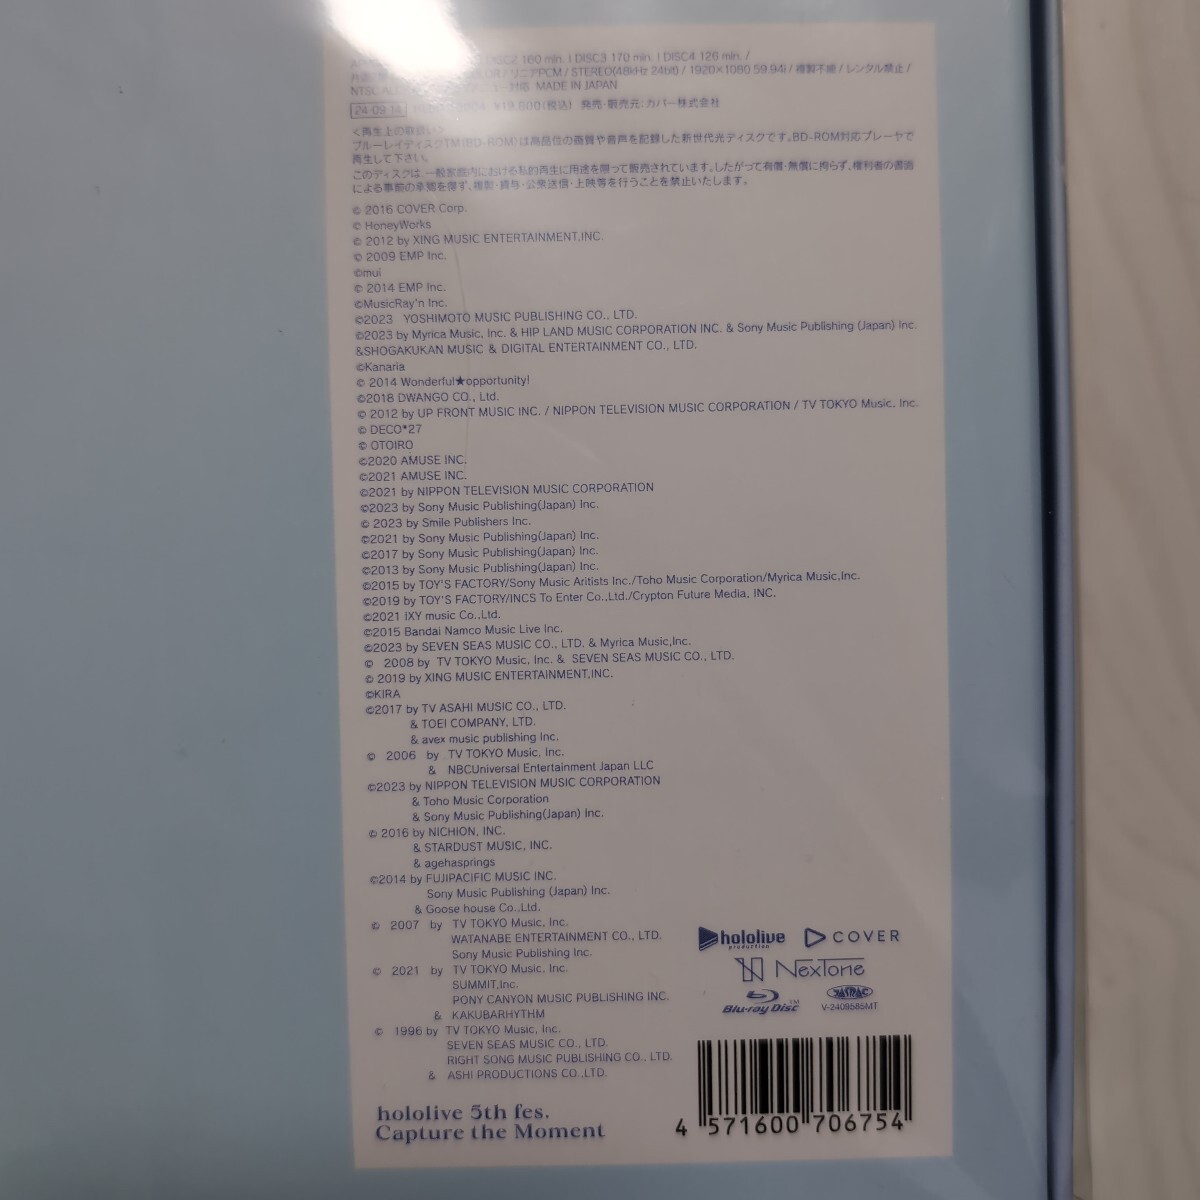 DISC2 160 min. | DISC3 170 min. | DISC4 126 min. /
リニアPCM / STEREO(48kHz 24bit) / 1920×1080 59.94i / 複製不能 / レンタル禁止 /
NTSC MADE IN JAPAN
24・09・14 (税込) 発売・販売元：カバー株式会社
<再生上の取扱い>
ブルーレイディスクTM(BD-ROM)は高品位の画質や音声を記録した新世代光ディスクです。BD-ROM対応プレーヤで
再生して下さい。
このディスクは、一般家庭内における私的再生に用途を限って販売されています。したがって有償・無償に拘らず、権利者の書面
による事前の承諾を得ず、複製・貸与・公衆送信・上映等を行うことを禁止いたします。
© 2016 COVER Corp.
© HoneyWorks
© 2012 by XING MUSIC ENTERTAINMENT,INC.
© 2009 EMP Inc.
©mui
© 2014 EMP Inc.
©MusicRay'n Inc.
©2023 YOSHIMOTO MUSIC PUBLISHING CO., LTD.
©2023 by Myrica Music, Inc. & HIP LAND MUSIC CORPORATION INC. & Sony Music Publishing (Japan) Inc.
&SHOGAKUKAN MUSIC & DIGITAL ENTERTAINMENT CO., LTD.
©Kanaria
© 2014 Wonderful★opportunity!
©2018 DWANGO CO., Ltd.
© 2012 by UP FRONT MUSIC INC. / NIPPON TELEVISION MUSIC CORPORATION / TV TOKYO Music, Inc.
© DECO*27
© OTOIRO
©2020 AMUSE INC.
©2021 AMUSE INC.
©2021 by NIPPON TELEVISION MUSIC CORPORATION
©2023 by Sony Music Publishing(Japan) Inc.
© 2023 by Smile Publishers Inc.
©2021 by Sony Music Publishing(Japan) Inc.
©2017 by Sony Music Publishing(Japan) Inc.
©2013 by Sony Music Publishing(Japan) Inc.
©2015 by TOY'S FACTORY/Sony Music Aritists Inc./Toho Music Corporation/Myrica Music,Inc.
©2019 by TOY'S FACTORY/INCS To Enter Co.,Ltd./Crypton Future Media, INC.
©2021 IXY music Co.,Ltd.
©2015 Bandai Namco Music Live Inc.
©2023 by SEVEN SEAS MUSIC CO., LTD. & Myrica Music,Inc.
© 2008 by TV TOKYO Music, Inc. & SEVEN SEAS MUSIC CO., LTD.
© 2019 by XING MUSIC ENTERTAINMENT,INC.
©KIRA
©2017 by TV ASAHI MUSIC CO., LTD.
& TOEI COMPANY, LTD.
& avex music publishing Inc.
© 2006 by TV TOKYO Music, Inc.
& NBCUniversal Entertainment Japan LLC
©2023 by NIPPON TELEVISION MUSIC CORPORATION
& Toho Music Corporation
& Sony Music Publishing(Japan) Inc.
© 2016 by NICHION, INC.
& STARDUST MUSIC, INC.
& agehasprings
©2014 by FUJIPACIFIC MUSIC INC.
Sony Music Publishing (Japan) Inc.
& Goose house Co.,Ltd.
© 2007 by TV TOKYO Music, Inc.
WATANABE ENTERTAINMENT CO., LTD.
Sony Music Publishing Inc.
© 2021 by TV TOKYO Music, Inc.
SUMMIT,Inc.
PONY CANYON MUSIC PUBLISHING INC.
& KAKUBARHYTHM
© 1996 by TV TOKYO Music, Inc.
SEVEN SEAS MUSIC CO., LTD.
RIGHT SONG MUSIC PUBLISHING CO., LTD.
& ASHI PRODUCTIONS CO.,LTD.
hololive 5th fes.
Capture the Moment
hololive production COVER
NexTone
Blu-ray Disc™ JASRAC V-2409585MT
4 571600 706754